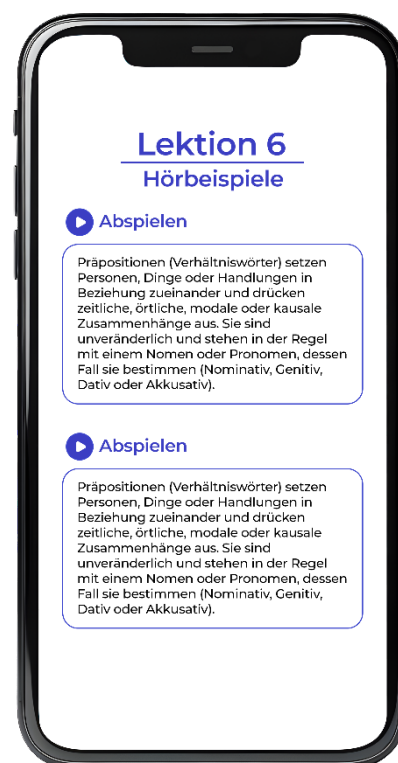 Lektion 6
Hörbeispiele
Abspielen
Präpositionen (Verhältniswörter) setzen
Personen, Dinge oder Handlungen in
Beziehung zueinander und drücken
zeitliche, örtliche, modale oder kausale
Zusammenhänge aus. Sie sind
unveränderlich und stehen in der Regel
mit einem Nomen oder Pronomen, dessen
Fall sie bestimmen (Nominativ, Genitiv,
Dativ oder Akkusativ).
Abspielen
Präpositionen (Verhältniswörter) setzen
Personen, Dinge oder Handlungen in
Beziehung zueinander und drücken
zeitliche, örtliche, modale oder kausale
Zusammenhänge aus. Sie sind
unveränderlich und stehen in der Regel
mit einem Nomen oder Pronomen, dessen
Fall sie bestimmen (Nominativ, Genitiv,
Dativ oder Akkusativ).